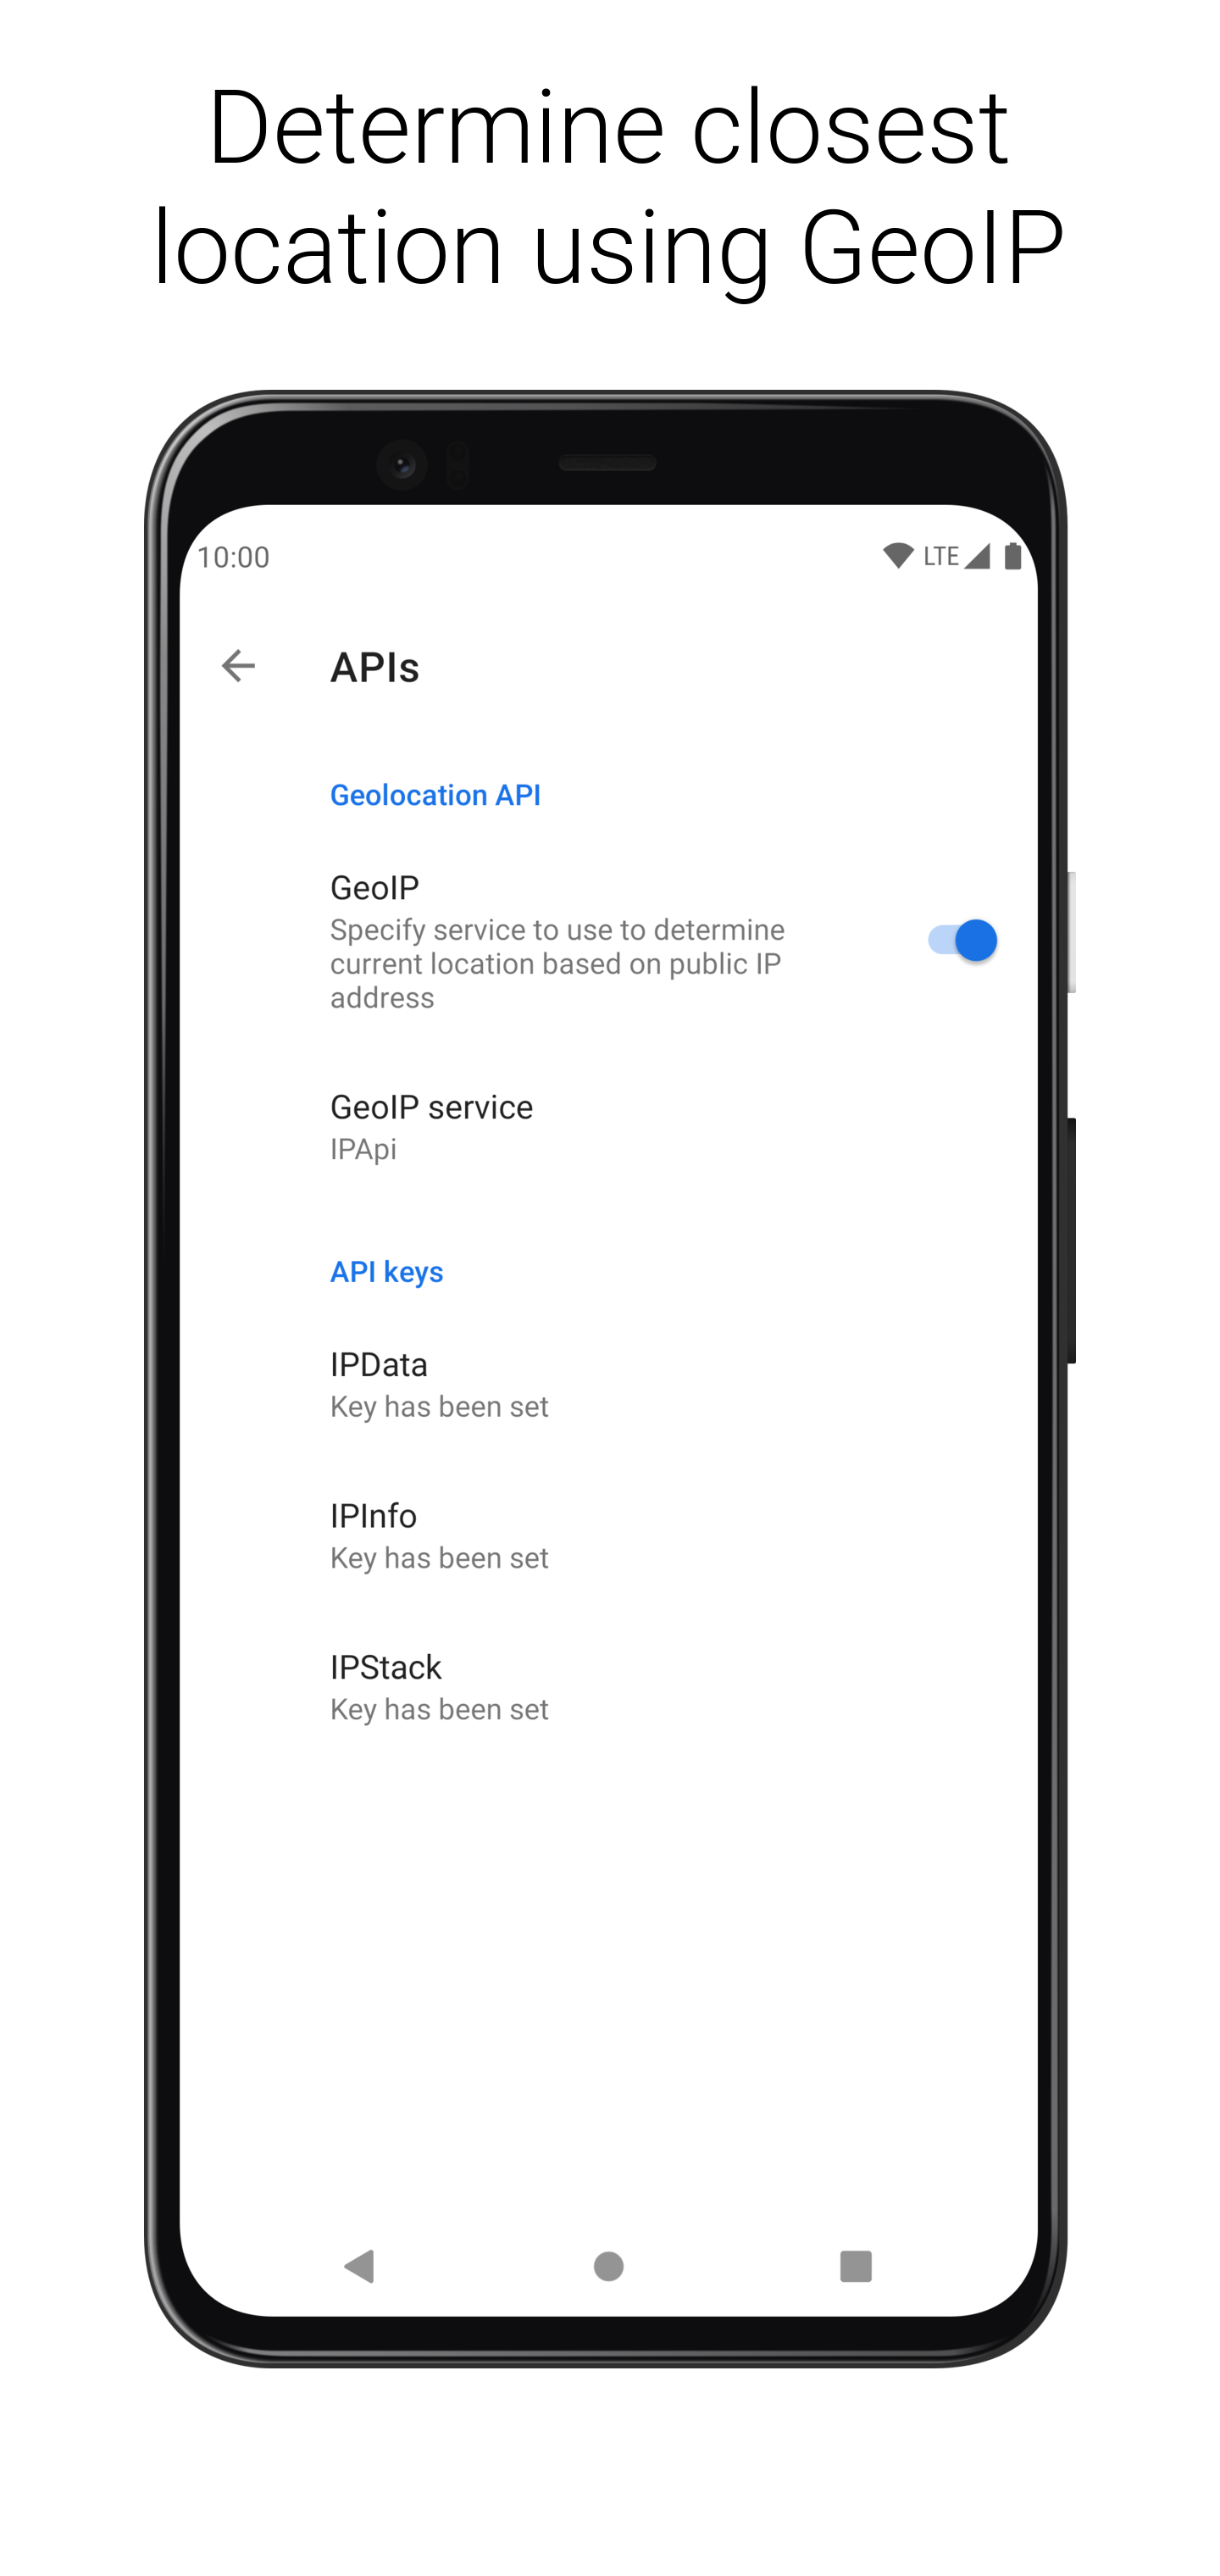 Determine closest
location using GeoIP
10:00
LTE
APIs
Geolocation API
GeoIP
Specify service to use to determine
current location based on public IP
address
GeoIP service
IPApi
API keys
IPData
Key has been set
IPInfo
Key has been set
IPStack
Key has been set